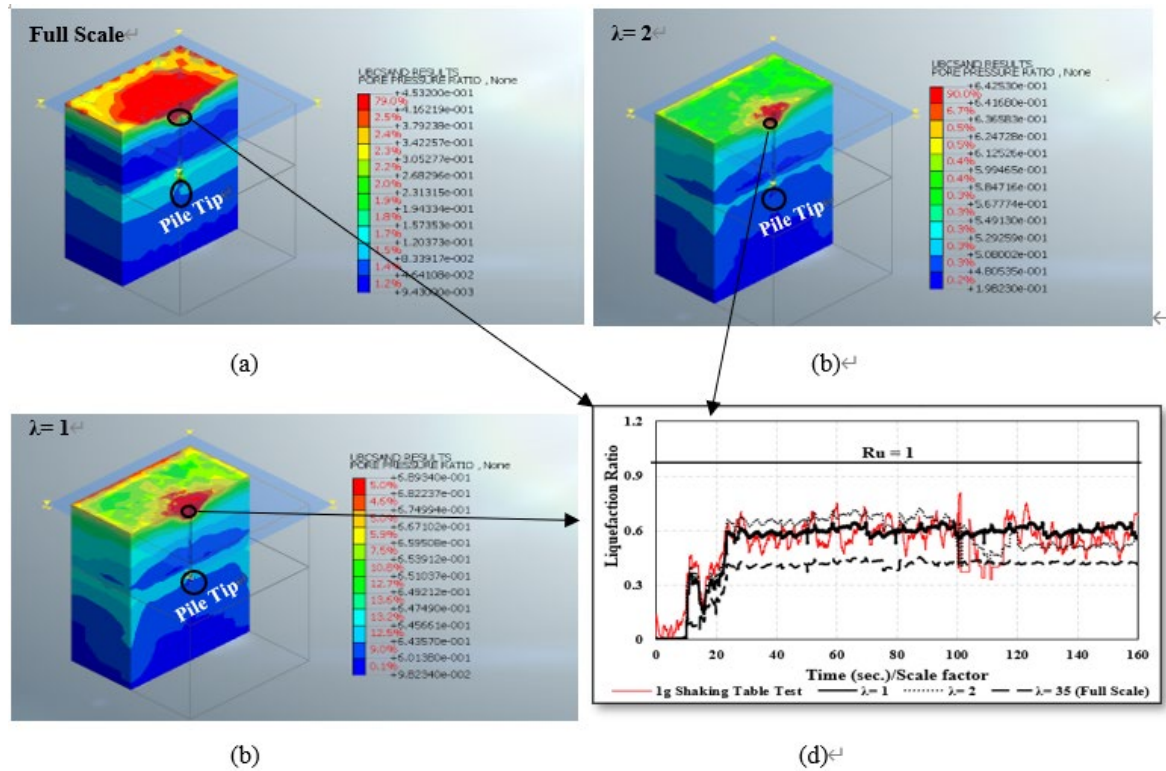 Full Scale↵
UBCSAND RESULTS
PORE PRESSURE RATIO , None
+4.53200e-001
79.0%
+4.16219e-001
2.5%
+3.79238e-001
2.4%
+3.42257e-001
2.3%
+3.05277e-001
2.2%
+2.68296e-001
2.0%
+2.31315e-001
1.9%
+1.94334e-001
1.8%
+1.57353e-001
1.7%
+1.20373e-001
1.5%
+8.33917e-002
1.4%
+4.64108e-002
1.2%
Pile Tip↵
(a)
λ= 2↵
UBCSAND RESULTS
PORE PRESSURE RATIO , None
+6.42530e-001
90.0%
+6.41680e-001
6.7%
+6.36583e-001
0.5%
+6.24728e-001
0.5%
+6.12526e-001
0.4%
+5.99465e-001
0.4%
+5.84716e-001
0.3%
+5.67774e-001
0.3%
+5.49130e-001
0.3%
+5.29259e-001
0.3%
+5.08002e-001
0.3%
+4.80535e-001
0.2%
+1.98230e-001
Pile Tip↵
↵
(b)↵
λ= 1↵
UBCSAND RESULTS
PORE PRESSURE RATIO , None
+6.89340e-001
5.0%
+6.82237e-001
4.6%
+6.74994e-001
+6.67102e-001
5.9%
+6.59508e-001
7.5%
+6.53912e-001
10.8%
+6.51037e-001
12.7%
+6.49212e-001
13.6%
+6.47490e-001
13.2%
+6.45661e-001
12.5%
+6.43570e-001
9.0%
+6.01380e-001
0.1%
+9.82340e-002
Pile Tip↵
(b)
Liquefaction Ratio
1.2
0.9
0.6
0.3
0
Ru = 1
0 20 40 60 80 100 120 140 160
Time (sec.)/Scale factor
1g Shaking Table Test λ= 1 λ= 2 λ= 35 (Full Scale)
(d)↵